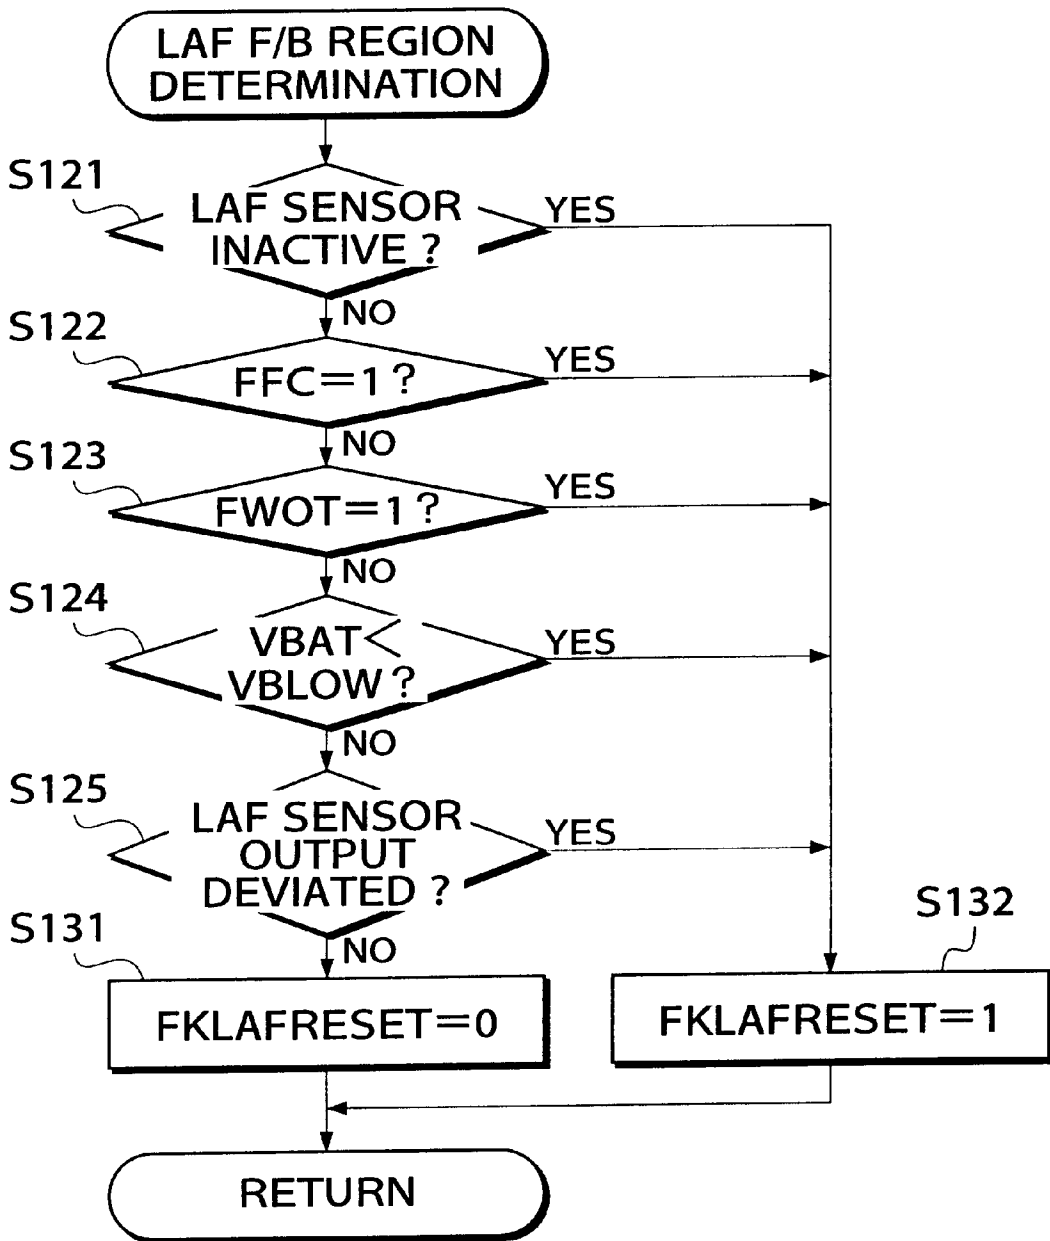 LAF F/B REGION
DETERMINATION
S121
LAF SENSOR
INACTIVE ?
YES
NO
S122
FFC=1?
YES
NO
S123
FWOT=1?
YES
NO
S124
VBAT<
VBLOW?
YES
NO
S125
LAF SENSOR
OUTPUT
DEVIATED ?
YES
NO
S131
FKLAFRESET=0
S132
FKLAFRESET=1
RETURN